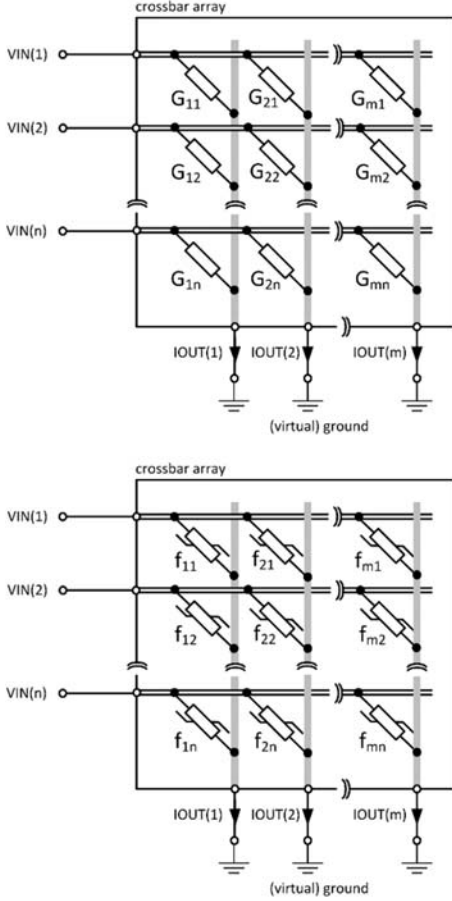 crossbar array
VIN(1)
G11 G21 Gm1
VIN(2)
G12 G22 Gm2
VIN(n)
G1n G2n Gmn
IOUT(1) IOUT(2) IOUT(m)
(virtual) ground
crossbar array
VIN(1)
f11 f21 fm1
VIN(2)
f12 f22 fm2
VIN(n)
f1n f2n fmn
IOUT(1) IOUT(2) IOUT(m)
(virtual) ground